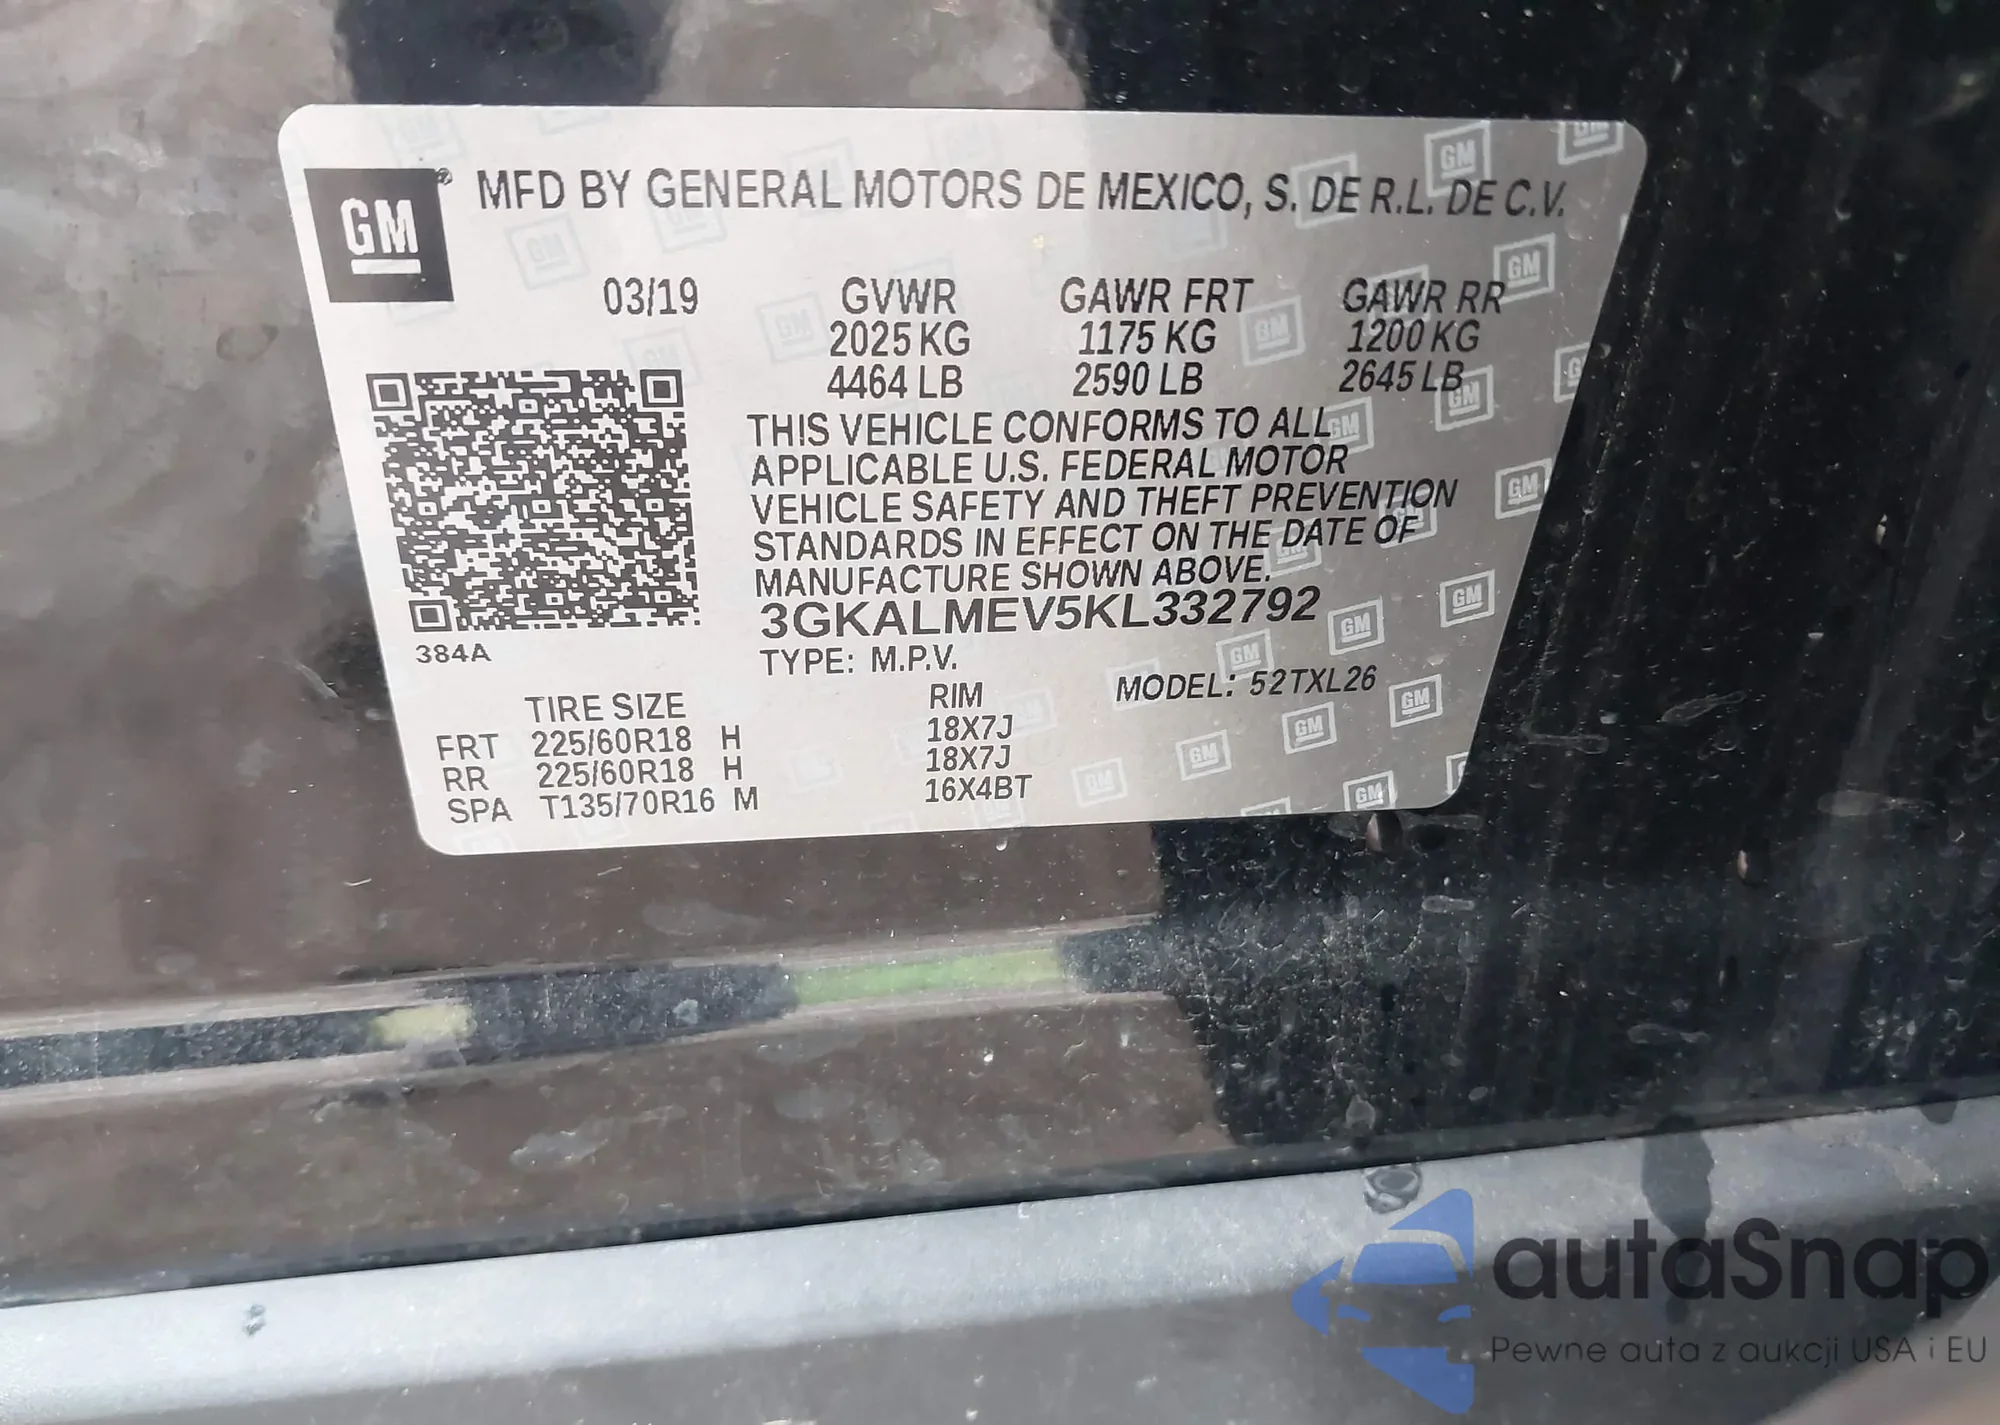 GM® MFD BY GENERAL MOTORS DE MEXICO, S. DE R.L. DE C.V.
03/19 GVWR GAWR FRT GAWR RR
2025 KG 1175 KG 1200 KG
4464 LB 2590 LB 2645 LB
THIS VEHICLE CONFORMS TO ALL
APPLICABLE U.S. FEDERAL MOTOR
VEHICLE SAFETY AND THEFT PREVENTION
STANDARDS IN EFFECT ON THE DATE OF
MANUFACTURE SHOWN ABOVE.
3GKALMEV5KL332792
384A
TYPE: M.P.V. MODEL: 52TXL26
TIRE SIZE RIM
FRT 225/60R18 H 18X7J
RR 225/60R18 H 18X7J
SPA T135/70R16 M 16X4BT
autaSnap
Pewne auta z aukcji USA i EU